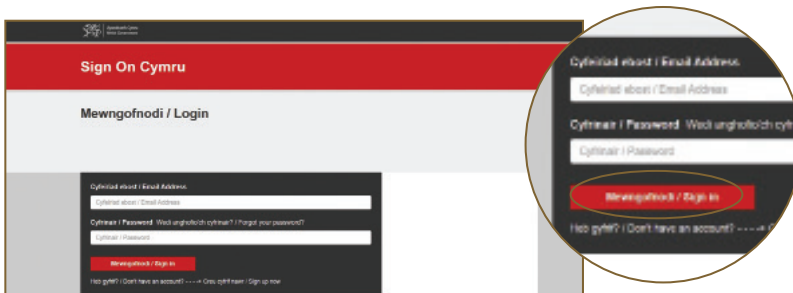 Llywodraeth Cymru
Welsh Government
Sign On Cymru
Mewngofnodi / Login
Cyfeiriad ebost / Email Address
Cyfeiriad ebost / Email Address
Cyfrinair / Password Wedi anghofio'ch cyfrinair? / Forgot your password?
Cyfrinair / Password
Mewngofnodi / Sign in
Heb gyfrif? / Don't have an account? ----> Creu cyfrif nawr / Sign up now
Cyfeiriad ebost / Email Address
Cyfeiriad ebost / Email Address
Cyfrinair / Password Wedi anghofio'ch cyfr
Cyfrinair / Password
Mewngofnodi / Sign in
Heb gyfrif? / Don't have an account? ----